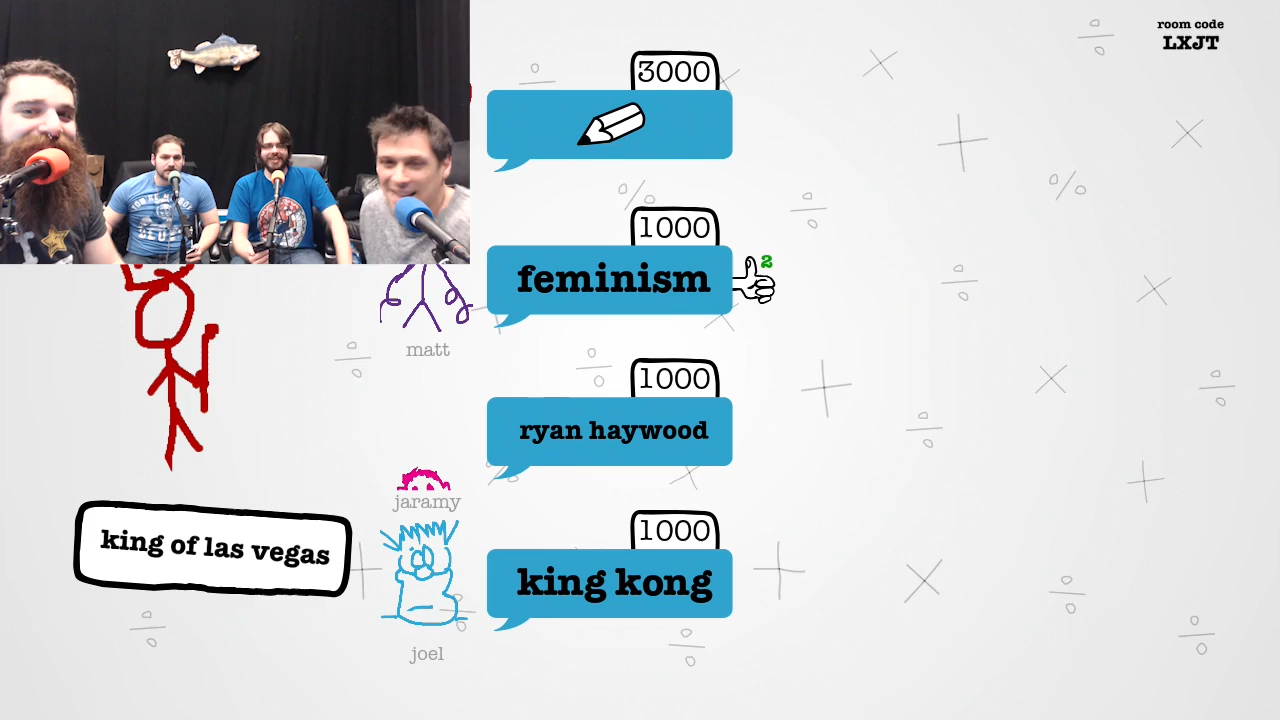 room code
LXJT
3000
1000
feminism
2
matt
1000
ryan haywood
jaramy
1000
king kong
joel
king of las vegas